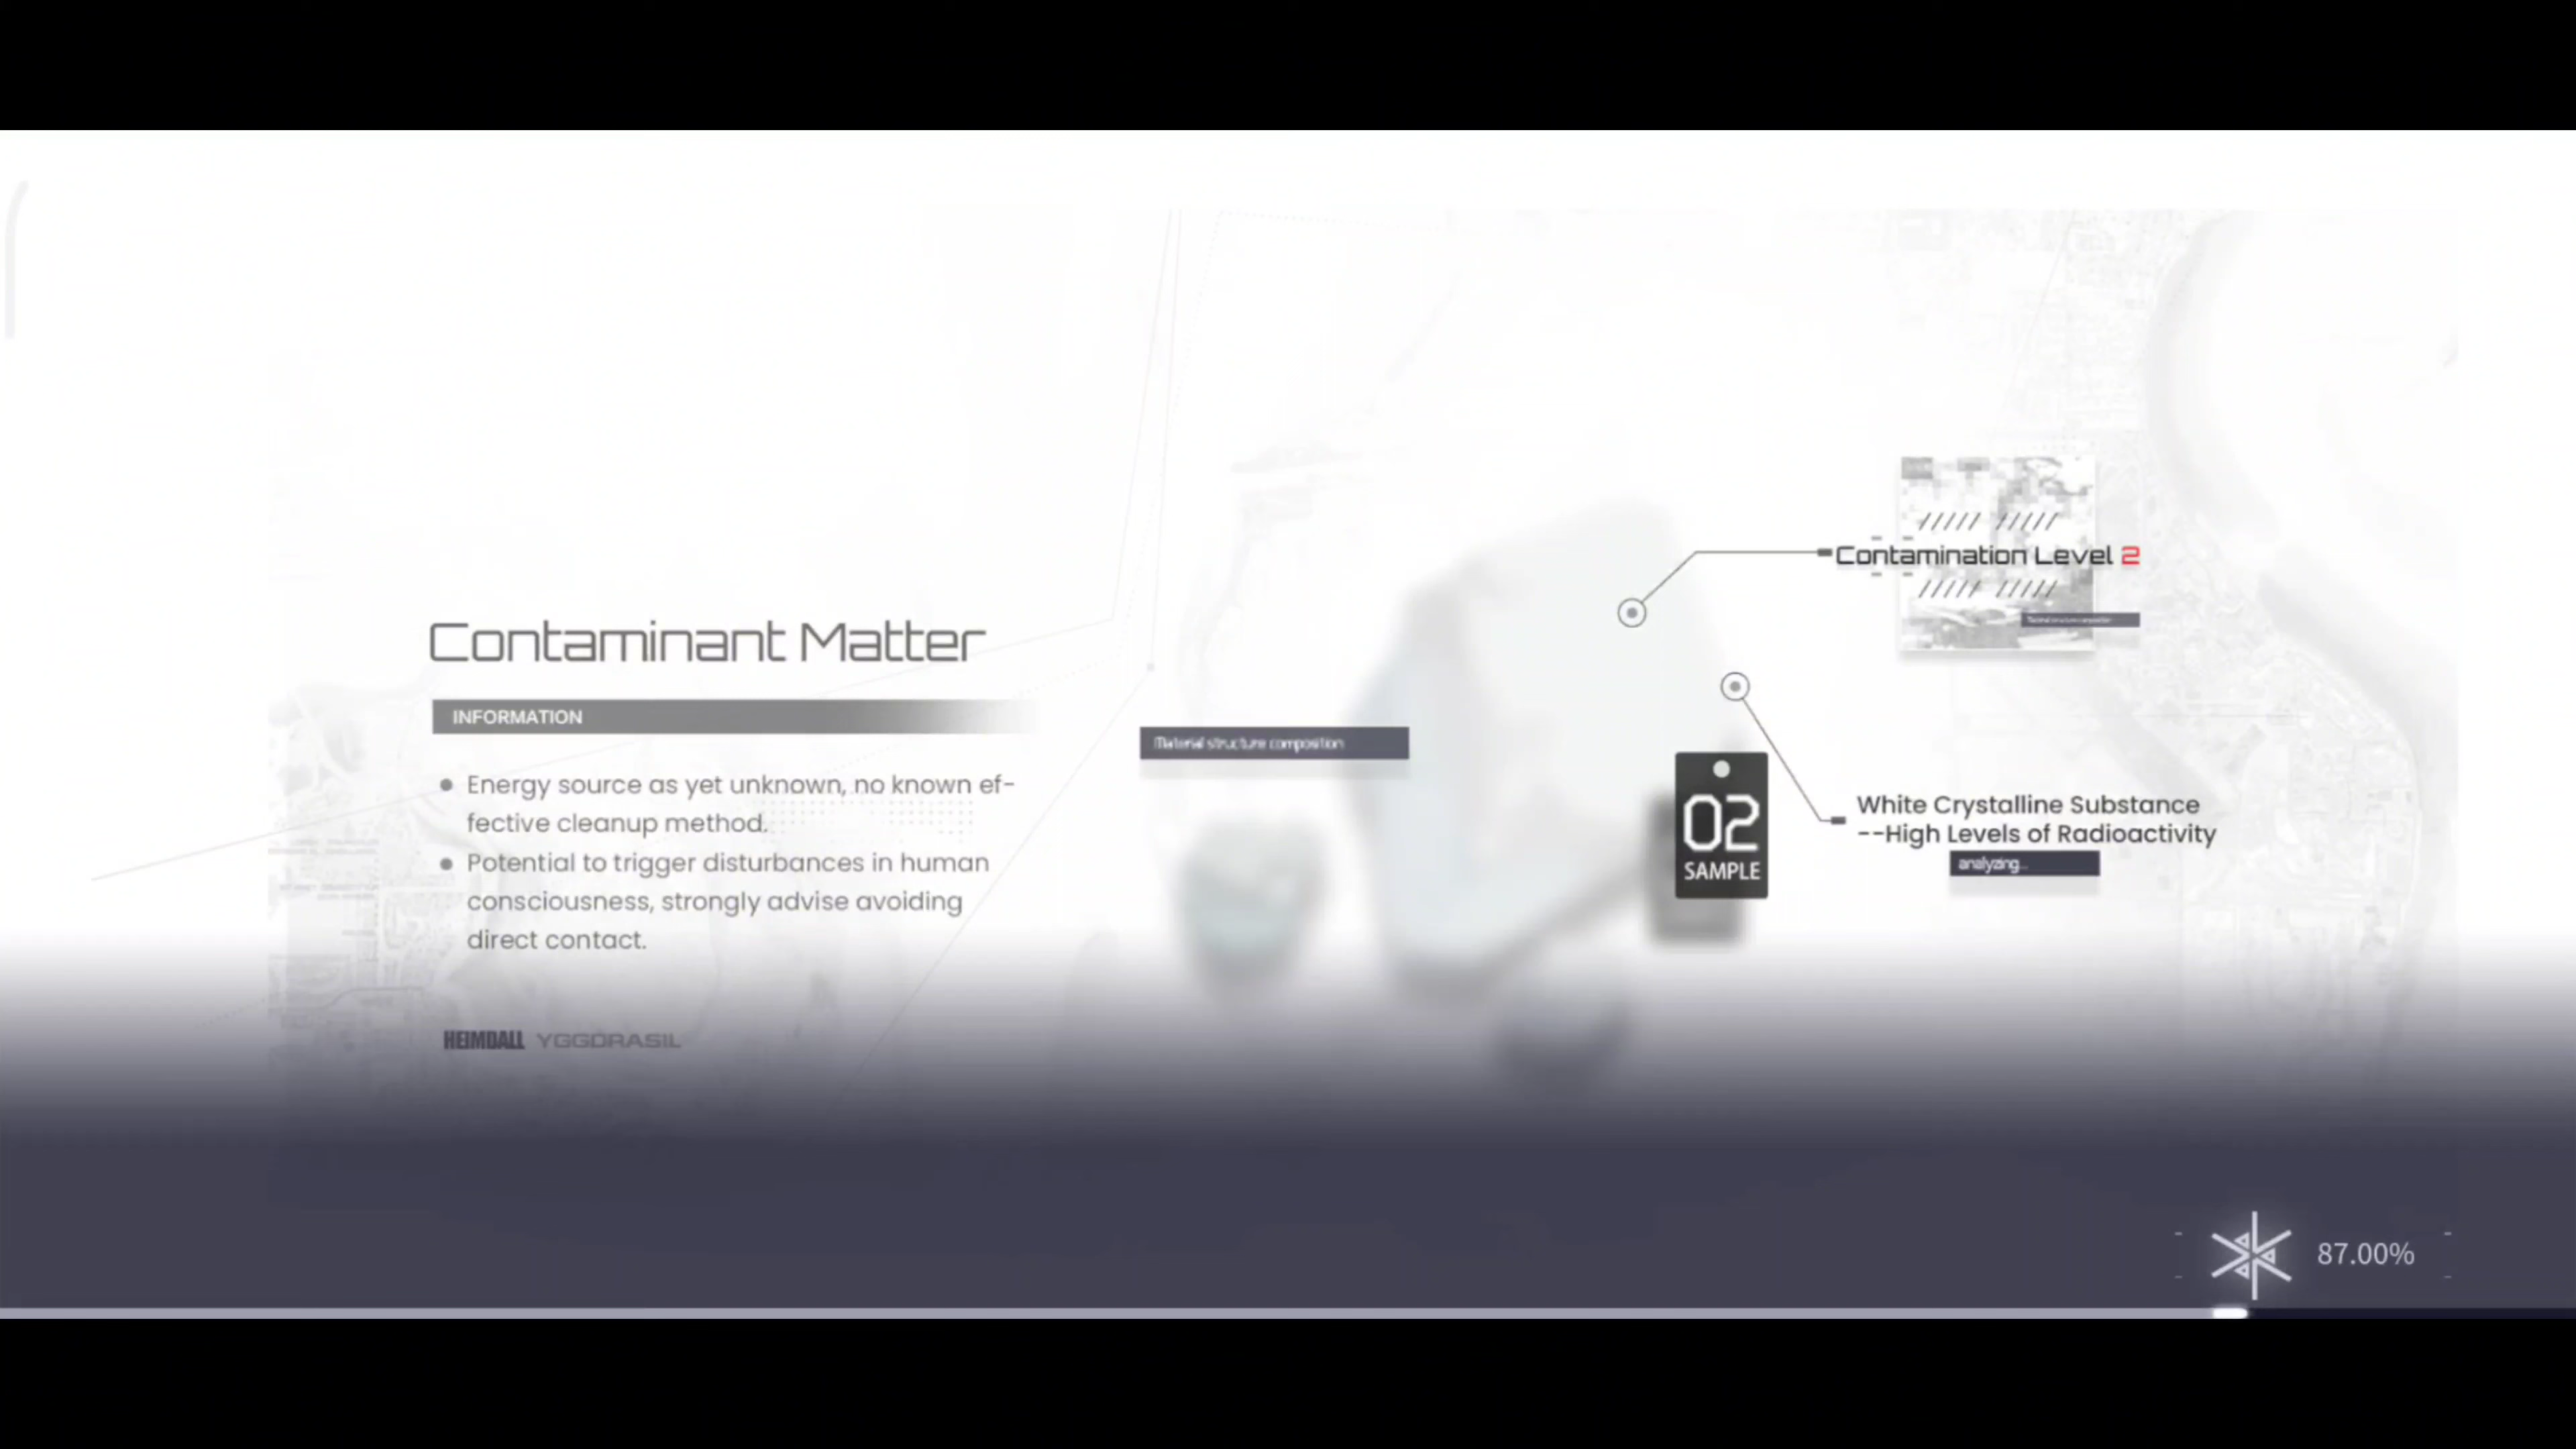 Contaminant Matter
INFORMATION
Energy source as yet unknown, no known ef-
fective cleanup method.
Potential to trigger disturbances in human
consciousness, strongly advise avoiding
direct contact.
HEIMDALL YGGDRASIL
Material structure composition
Contamination Level 2
02
SAMPLE
White Crystalline Substance
--High Levels of Radioactivity
analyzing...
87.00%